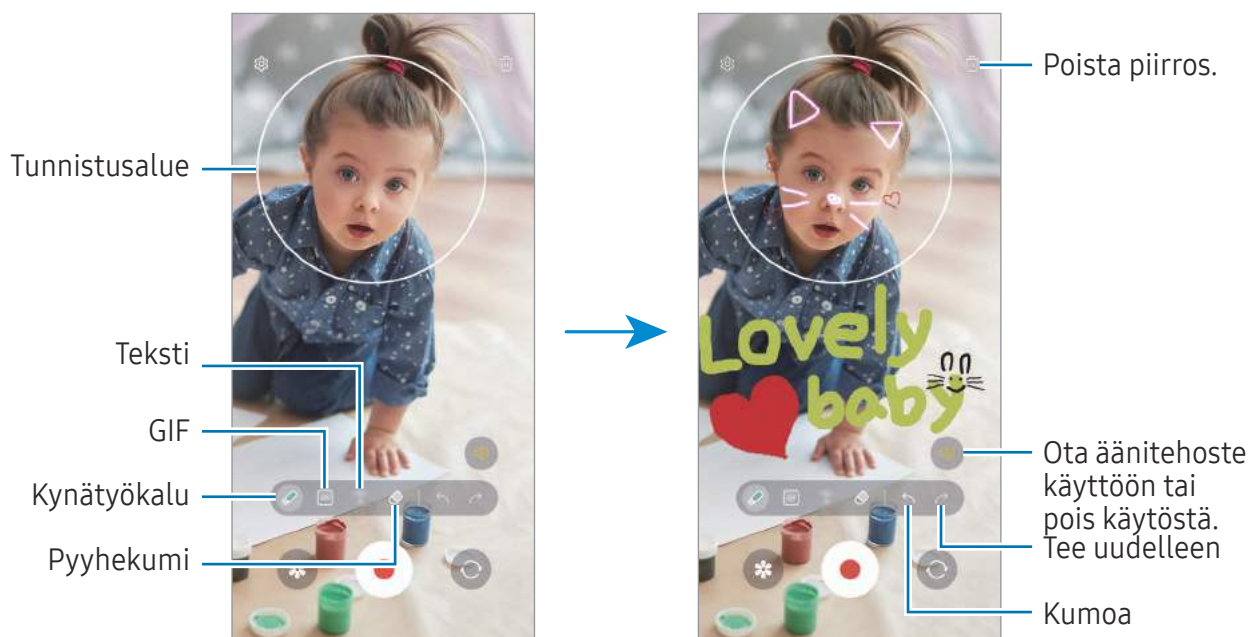 Tunnistusalue
Teksti
GIF
Kynätyökalu
Pyyhekumi
Lovely
baby
Poista piirros.
Ota äänitehoste
käyttöön tai
pois käytöstä.
Tee uudelleen
Kumoa